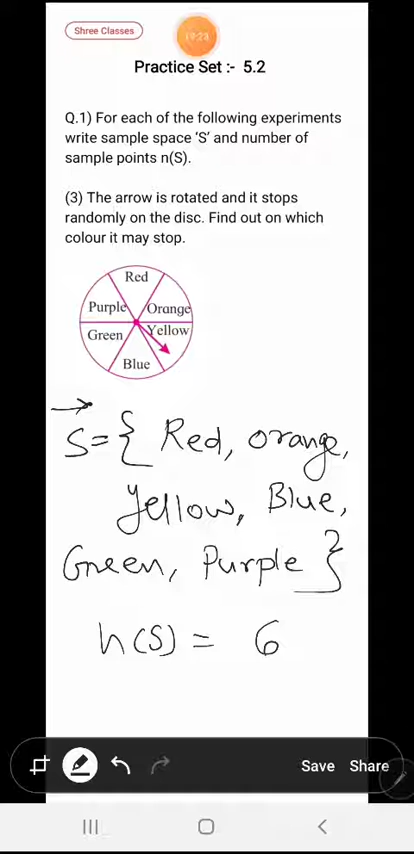 Shree Classes
19:23
Practice Set :- 5.2
Q.1) For each of the following experiments
write sample space 'S' and number of
sample points n(S).
(3) The arrow is rotated and it stops
randomly on the disc. Find out on which
colour it may stop.
Red
Purple Orange
Green Yellow
Blue
S = { Red, orange,
yellow, Blue,
Green, Purple }
n(S) = 6
Save Share